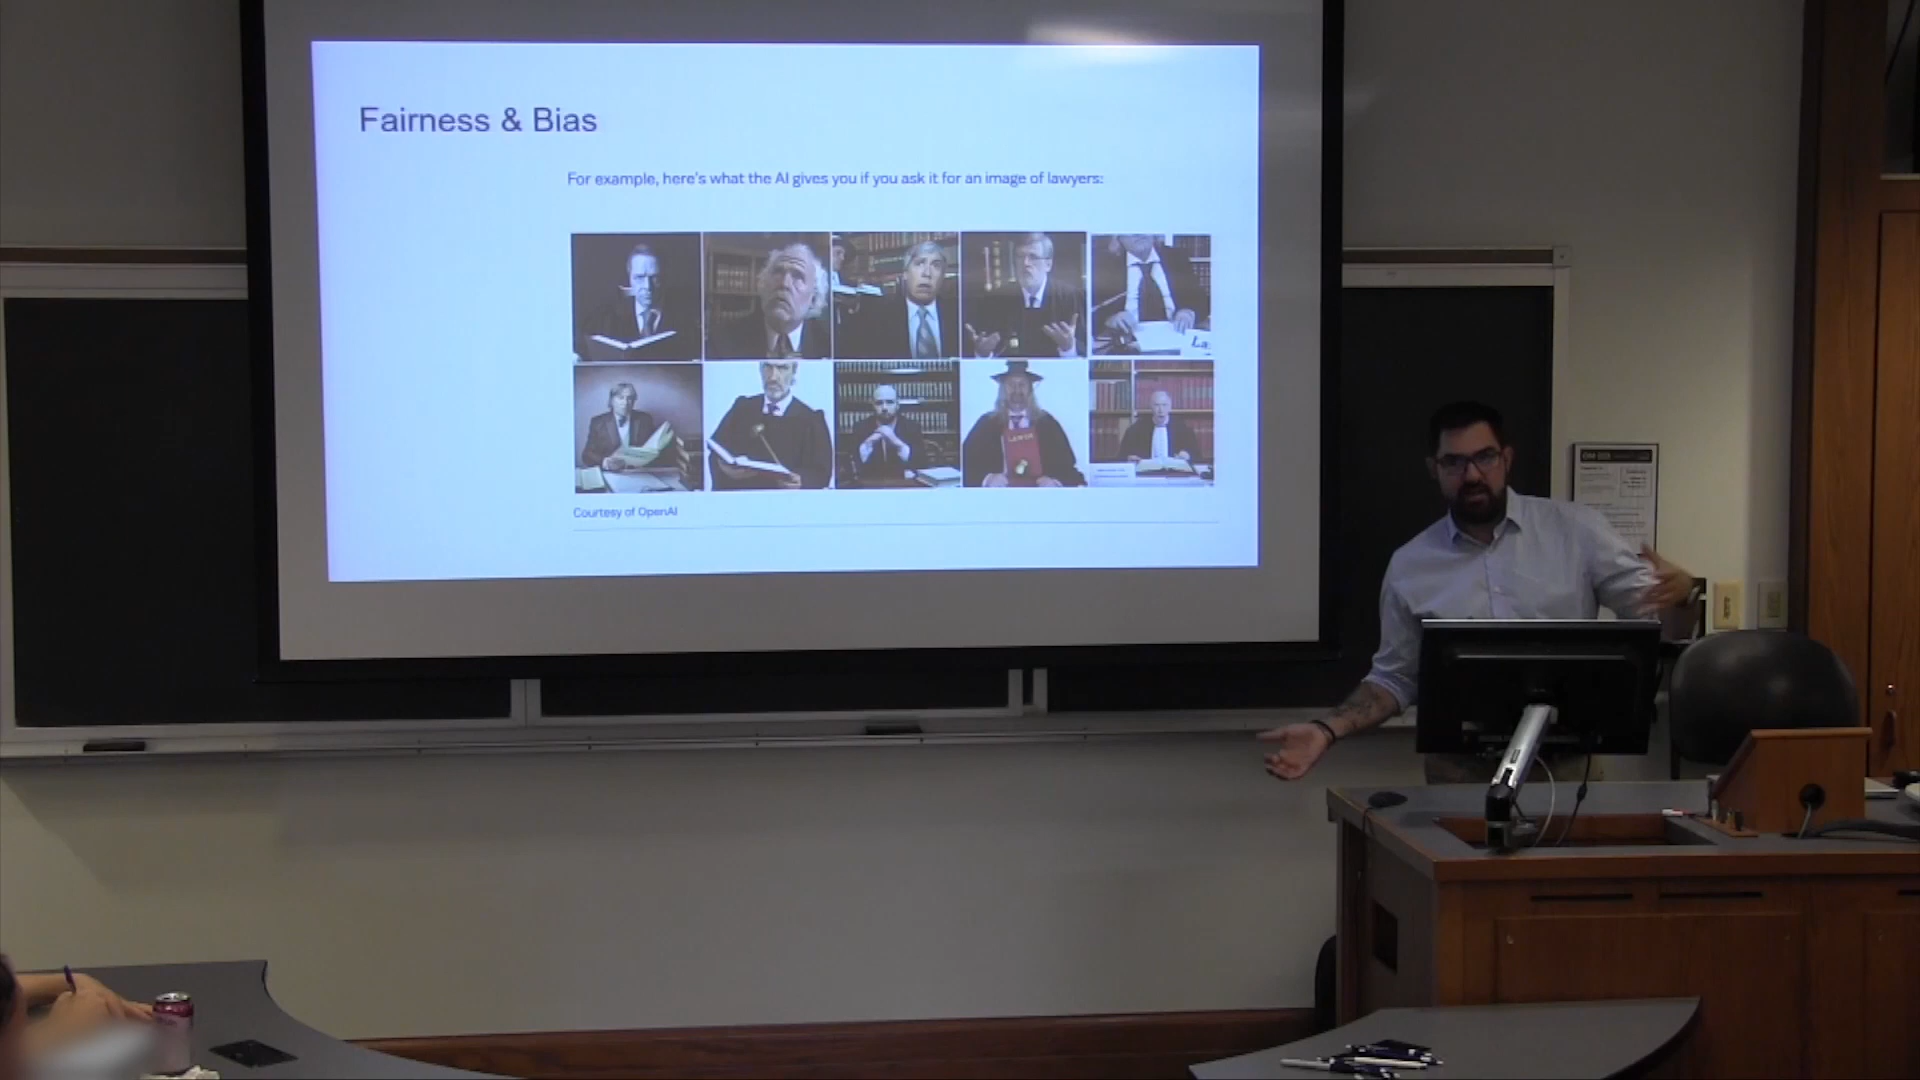 Fairness & Bias
For example, here's what the AI gives you if you ask it for an image of lawyers:
La
Courtesy of OpenAI